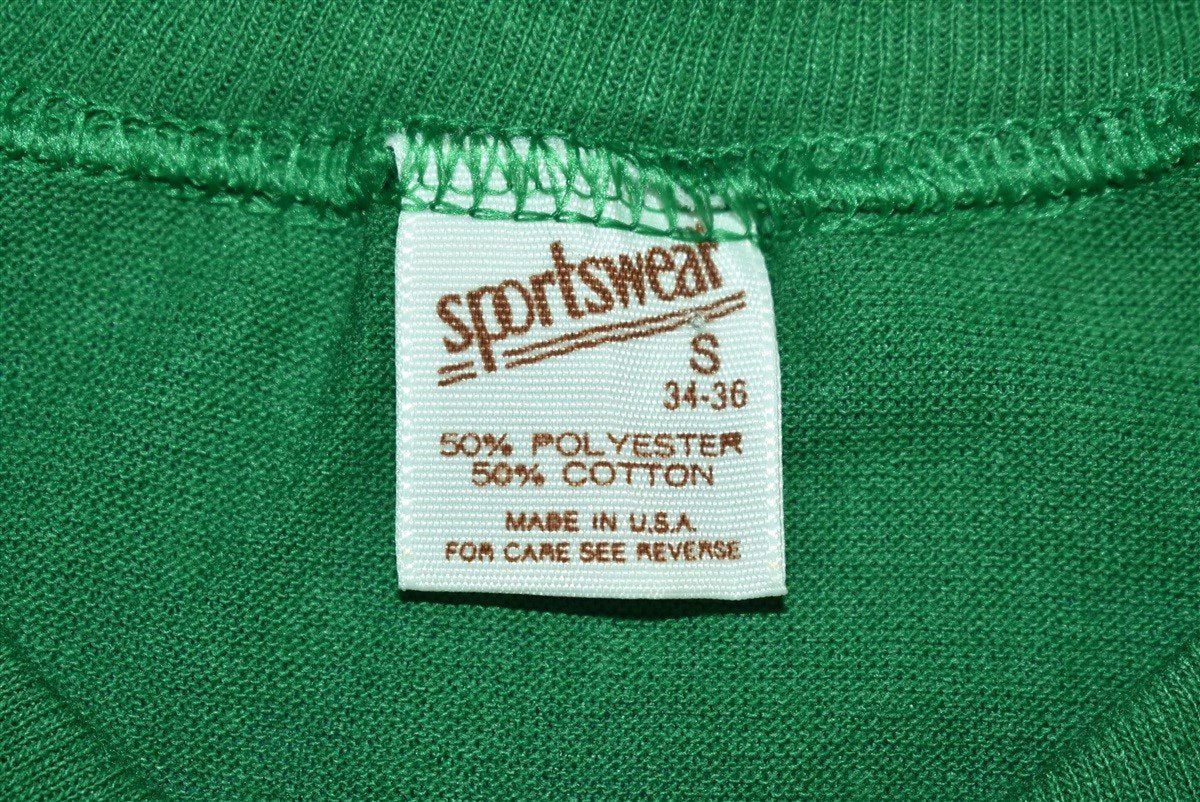 sportswear
S
34-36
50% POLYESTER
50% COTTON
MADE IN U.S.A.
FOR CARE SEE REVERSE